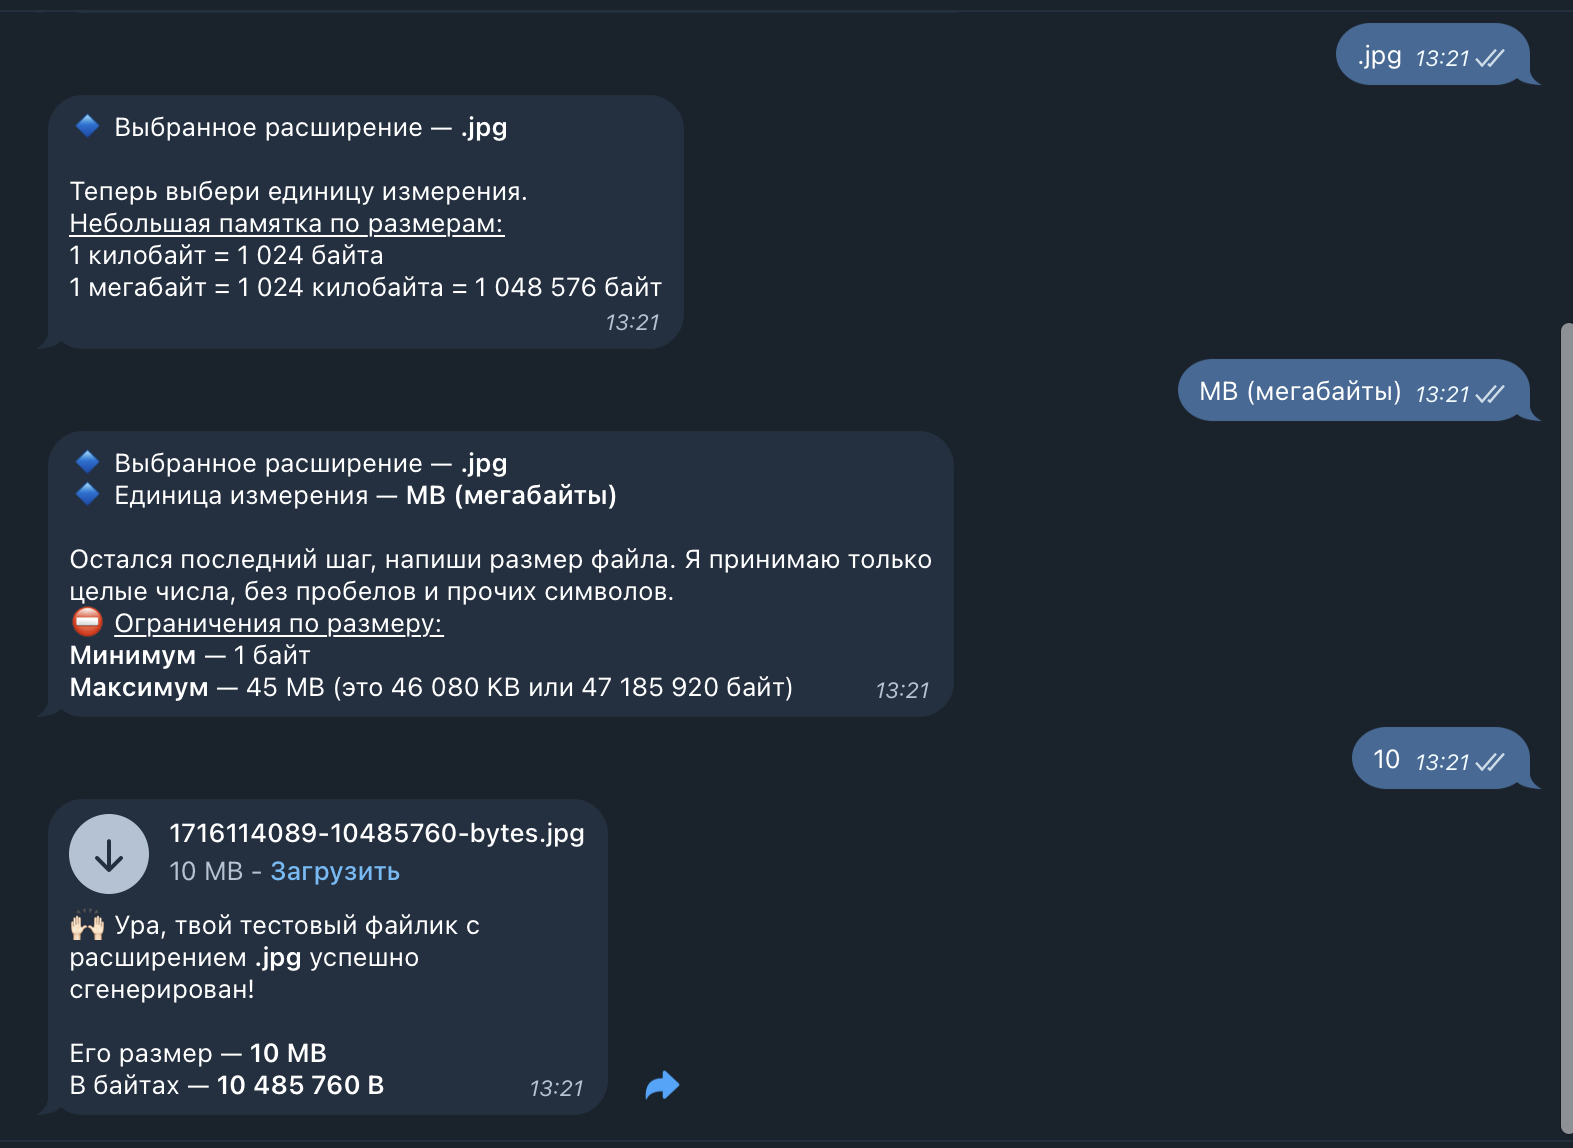 .jpg 13:21
Выбранное расширение — .jpg
Теперь выбери единицу измерения.
Небольшая памятка по размерам:
1 килобайт = 1 024 байта
1 мегабайт = 1 024 килобайта = 1 048 576 байт
13:21
MB (мегабайты) 13:21
Выбранное расширение — .jpg
Единица измерения — MB (мегабайты)
Остался последний шаг, напиши размер файла. Я принимаю только
целые числа, без пробелов и прочих символов.
Ограничения по размеру:
Минимум — 1 байт
Максимум — 45 MB (это 46 080 KB или 47 185 920 байт) 13:21
10 13:21
1716114089-10485760-bytes.jpg
10 MB - Загрузить
Ура, твой тестовый файлик с
расширением .jpg успешно
сгенерирован!
Его размер — 10 MB
В байтах — 10 485 760 B 13:21